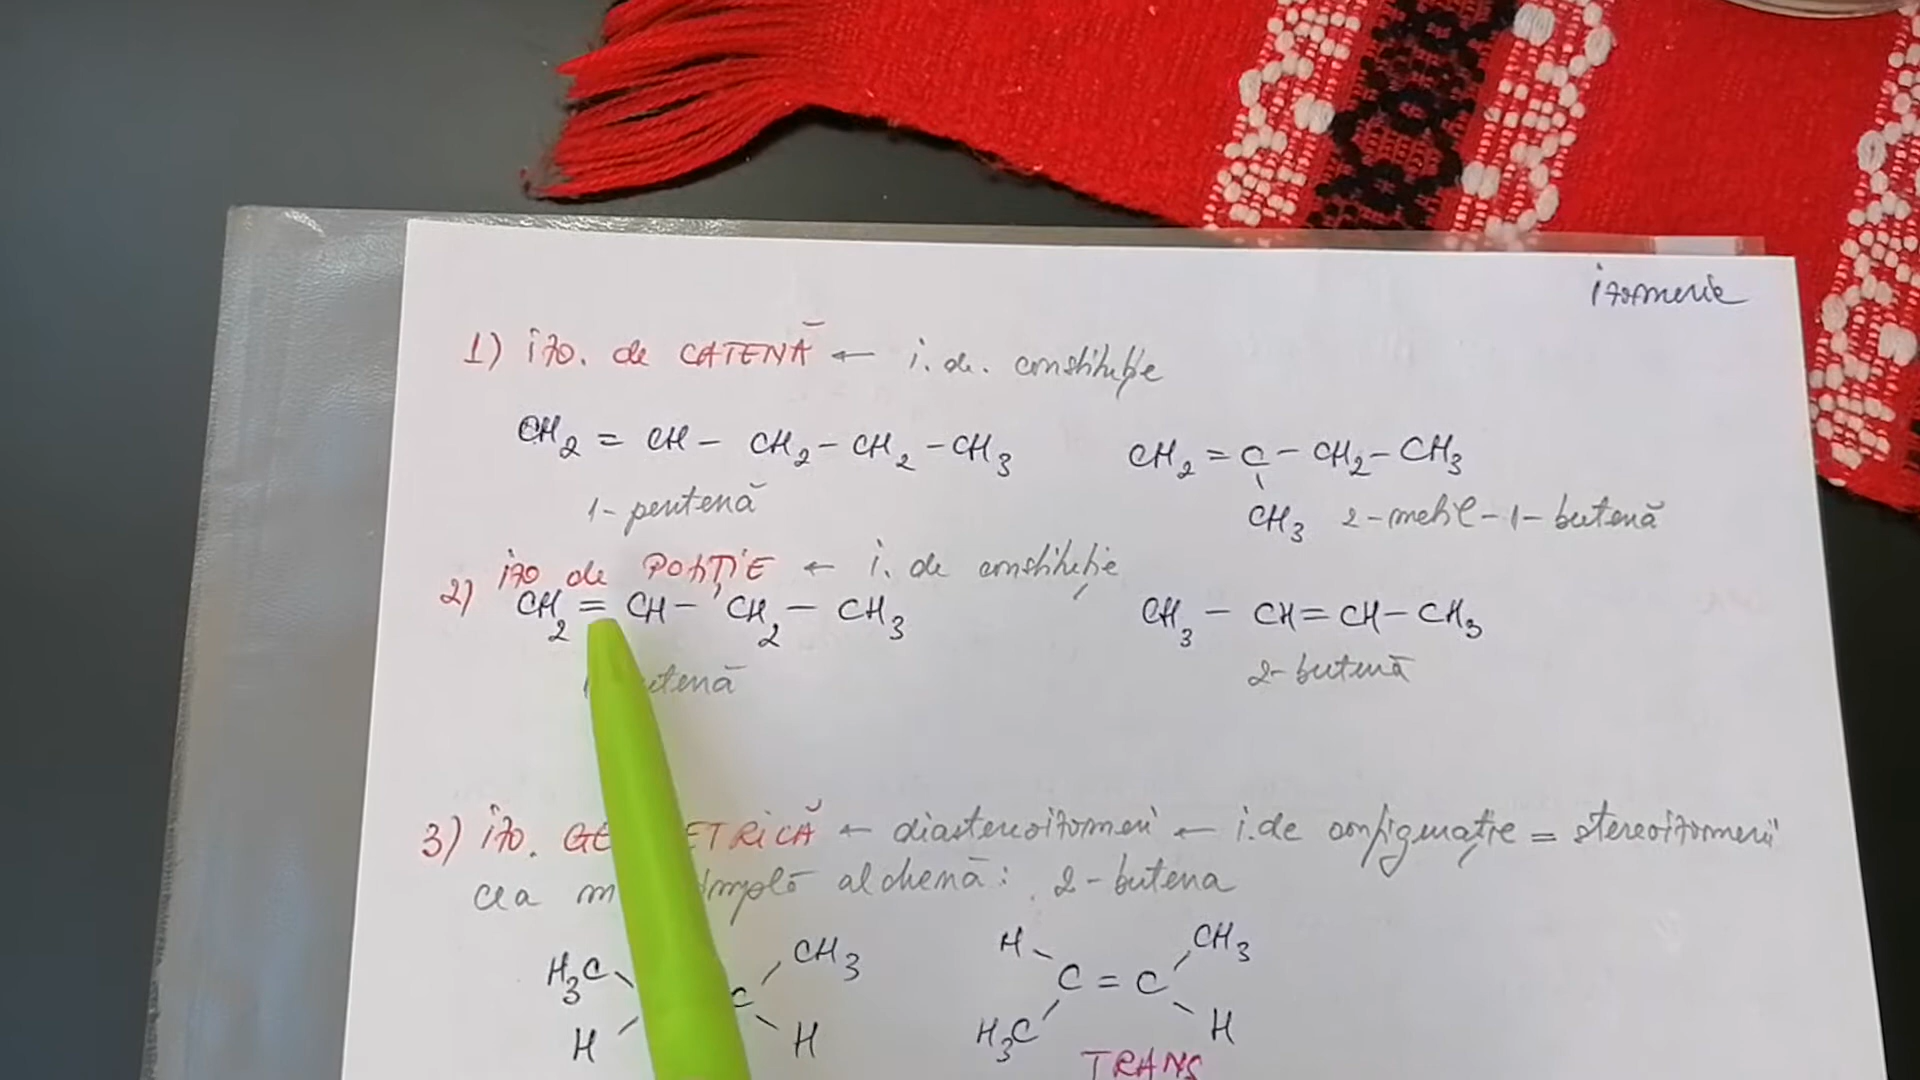 izomerie
1) izo. de CATENĂ ← i. de. constituție
CH2 = CH - CH2 - CH2 - CH3
CH2 = C - CH2 - CH3
CH3
1- pentenă
2-metil-1-butenă
2) izo de POZIȚIE ← i. de constituție
CH2 = CH - CH2 - CH3
CH3 - CH = CH - CH3
2-butenă
3) izo. ← diastereoizomeri ← i.de configurație = stereoizomerii
cea simplă alchenă: 2-butena
H3C CH3
C
H H
H CH3
C = C
H3C H
TRANS